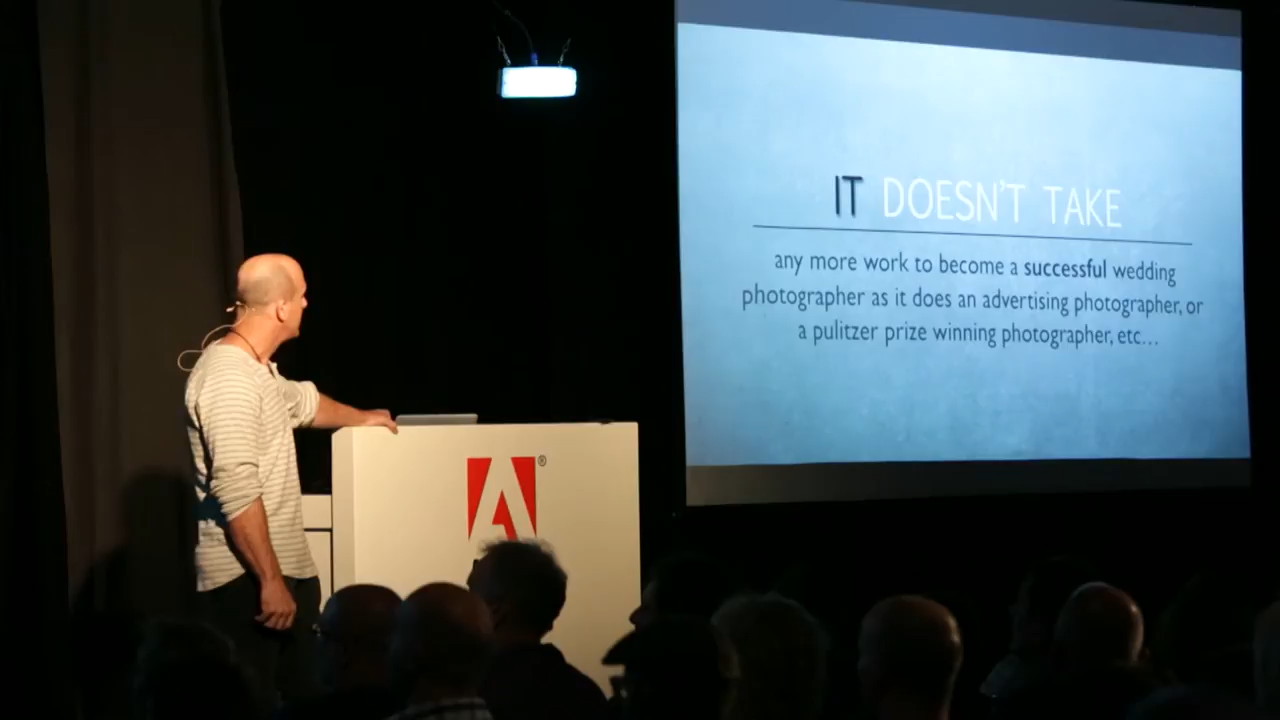 IT DOESN'T TAKE
any more work to become a successful wedding
photographer as it does an advertising photographer, or
a pulitzer prize winning photographer, etc...
®